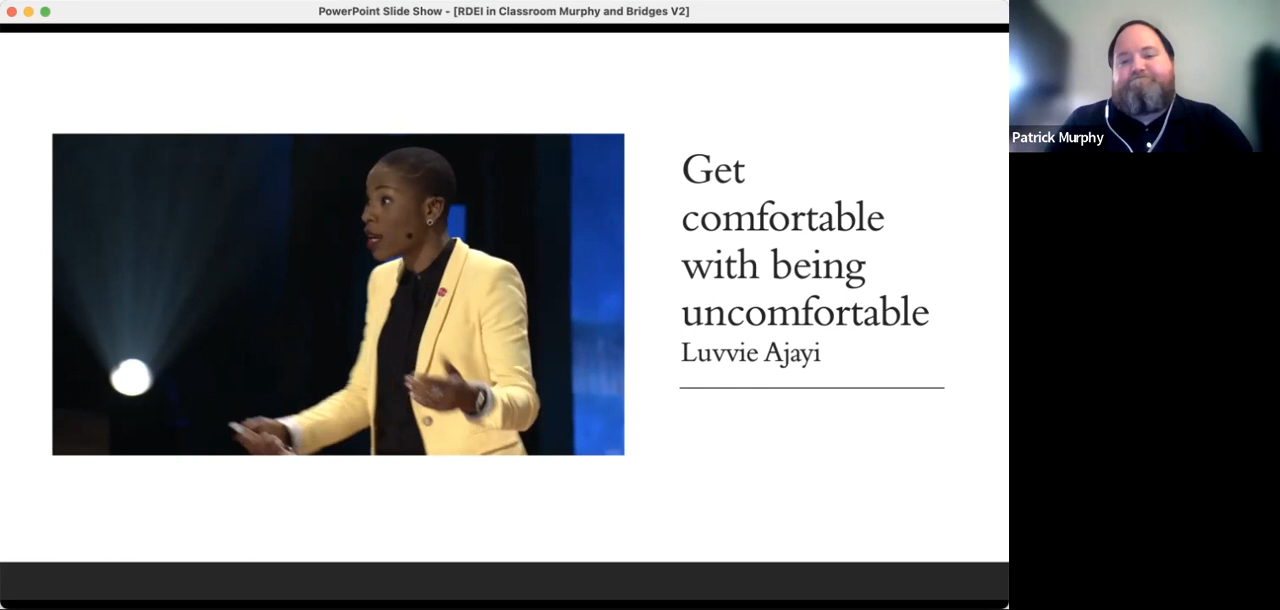 PowerPoint Slide Show - [RDEI in Classroom Murphy and Bridges V2]
Get
comfortable
with being
uncomfortable
Luvvie Ajayi
Patrick Murphy